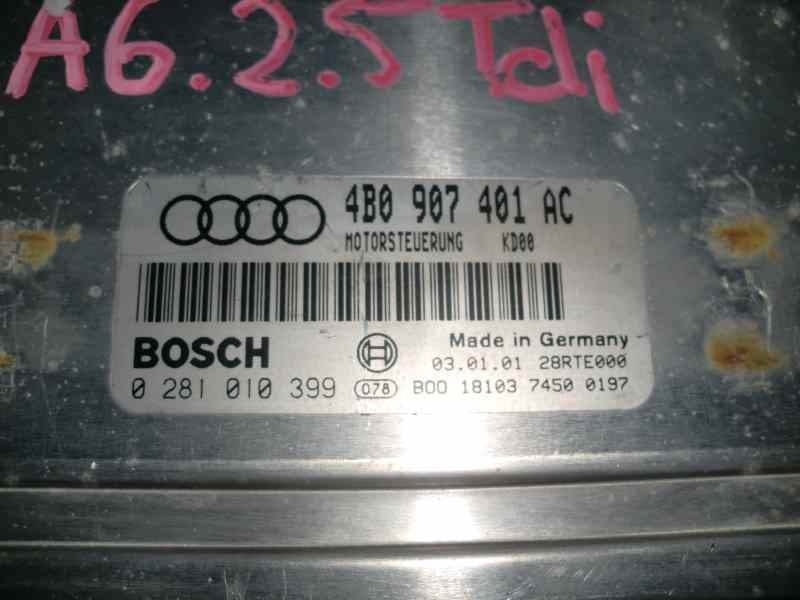 A6.2.5 Tdi
4B0 907 401 AC
MOTORSTEUERUNG KD00
BOSCH
Made in Germany
03.01.01 28RTE000
0 281 010 399 078 B00 18103 7450 0197